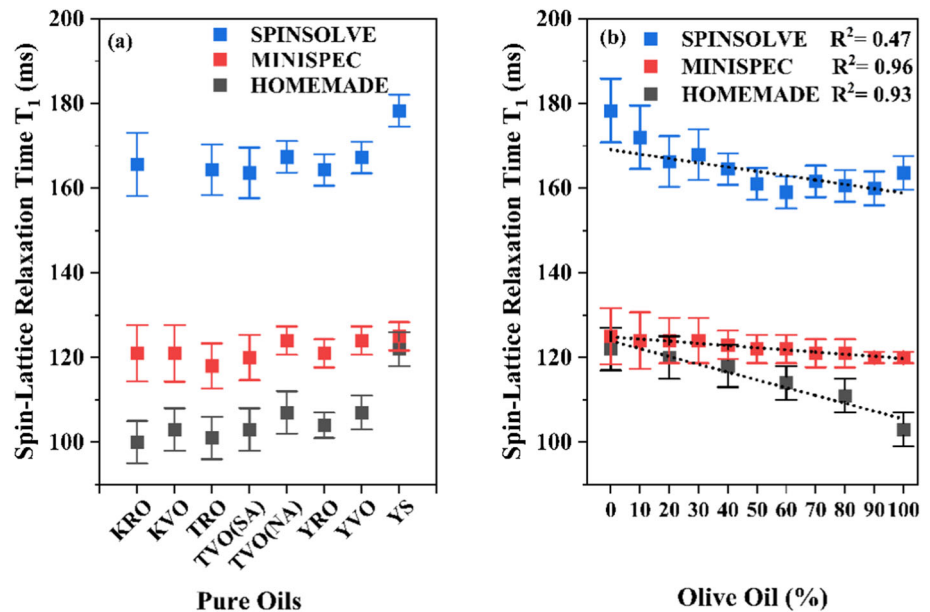 Spin-Lattice Relaxation Time T₁ (ms)
200
180
160
140
120
100
(a)
SPINSOLVE
MINISPEC
HOMEMADE
KRO
KVO
TRO
TVO(SA)
TVO(NA)
YRO
YVO
YS
Pure Oils
Spin-Lattice Relaxation Time T₁ (ms)
200
180
160
140
120
100
(b)
SPINSOLVE R²= 0.47
MINISPEC R²= 0.96
HOMEMADE R²= 0.93
0 10 20 30 40 50 60 70 80 90 100
Olive Oil (%)